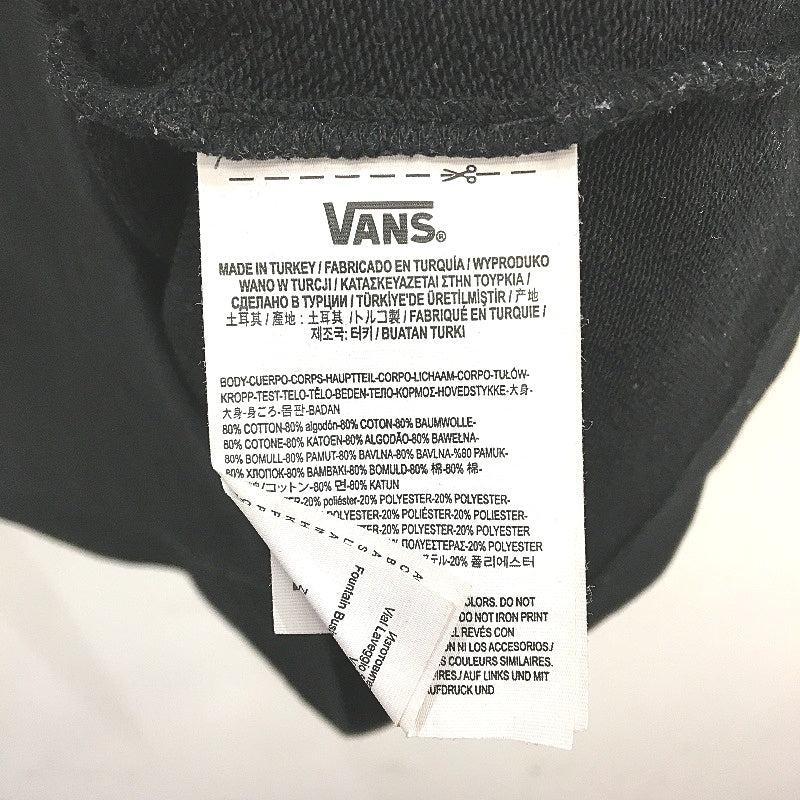 VANS®
MADE IN TURKEY / FABRICADO EN TURQUÍA / WYPRODUKO
WANO W TURCJI / ΚΑΤΑΣΚΕΥΑΖΕΤΑΙ ΣΤΗΝ ΤΟΥΡΚΙΑ /
СДЕЛАНО В ТУРЦИИ / TÜRKİYE'DE ÜRETİLMİŞTİR / 产地
土耳其 / 產地 : 土耳其 / トルコ製 / FABRIQUÉ EN TURQUIE /
제조국: 터키 / BUATAN TURKI
BODY-CUERPO-CORPS-HAUPTTEIL-CORPO-LICHAAM-CORPO-TUŁÓW-
KROPP-TEST-TELO-TĚLO-BEDEN-ТЕЛО-ΚΟΡΜΟΣ-HOVEDSTYKKE-大身-
大身-身ごろ-몸판-BADAN
80% COTTON-80% algodón-80% COTON-80% BAUMWOLLE-
80% COTONE-80% KATOEN-80% ALGODÃO-80% BAWEŁNA-
80% BOMULL-80% PAMUT-80% BAVLNA-80% BAVLNA-%80 PAMUK-
80% ХЛОПОК-80% ΒΑΜΒΑΚΙ-80% BOMULD-80% 棉-80% 棉-
/コットン-80% 면-80% KATUN
20% poliéster-20% POLYESTER-20% POLYESTER-
POLYESTER-20% POLIÉSTER-20% POLIESTER-
20% POLYESTER-20% POLYESTER
ΠΟΛΥΕΣΤΕΡΑΣ-20% POLYESTER
-20% 폴리에스터
Fountain
Vial Laveggio
COLORS. DO NOT
DO NOT IRON PRINT
REVÉS CON
NI LOS ACCESORIOS./
COULEURS SIMILAIRES.
/ AUF LINKS UND MIT
AUFDRUCK UND